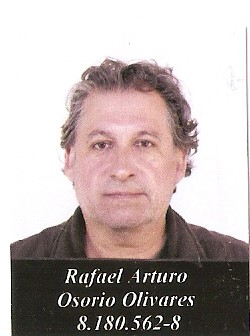 Rafael Arturo
Osorio Olivares
8.180.562-8